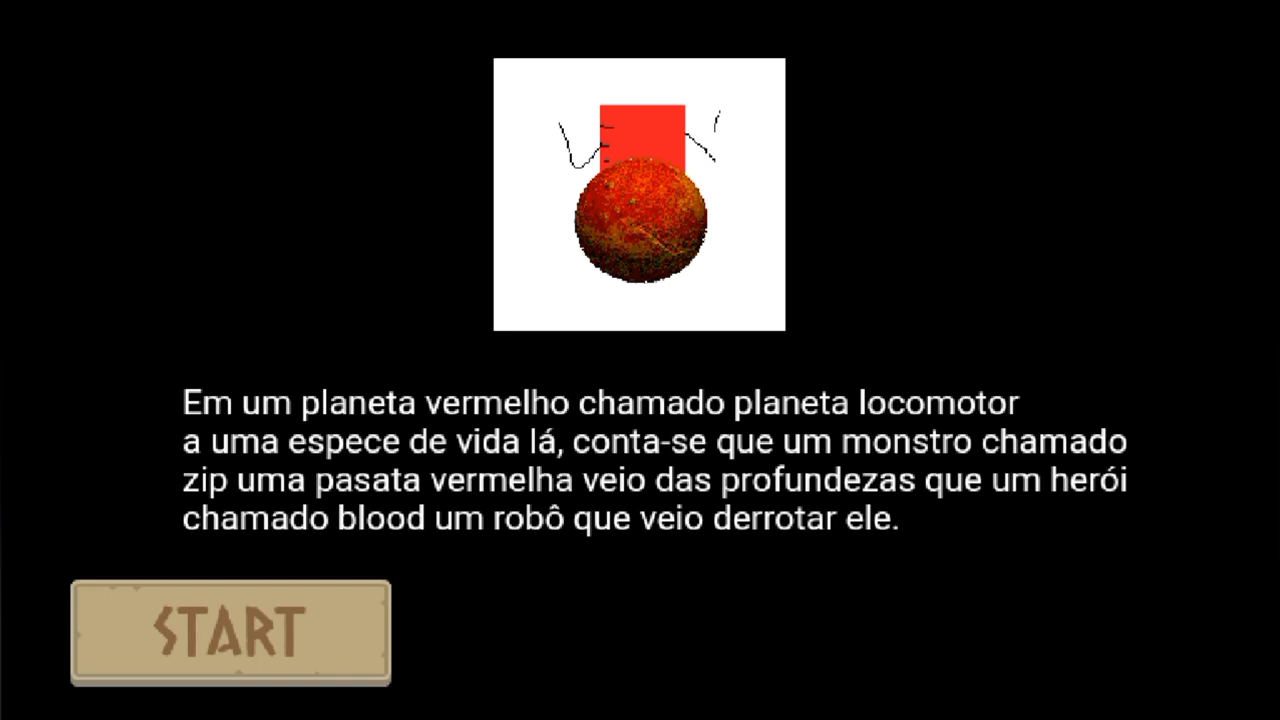 Em um planeta vermelho chamado planeta locomotor
a uma espece de vida lá, conta-se que um monstro chamado
zip uma pasata vermelha veio das profundezas que um herói
chamado blood um robô que veio derrotar ele.
START